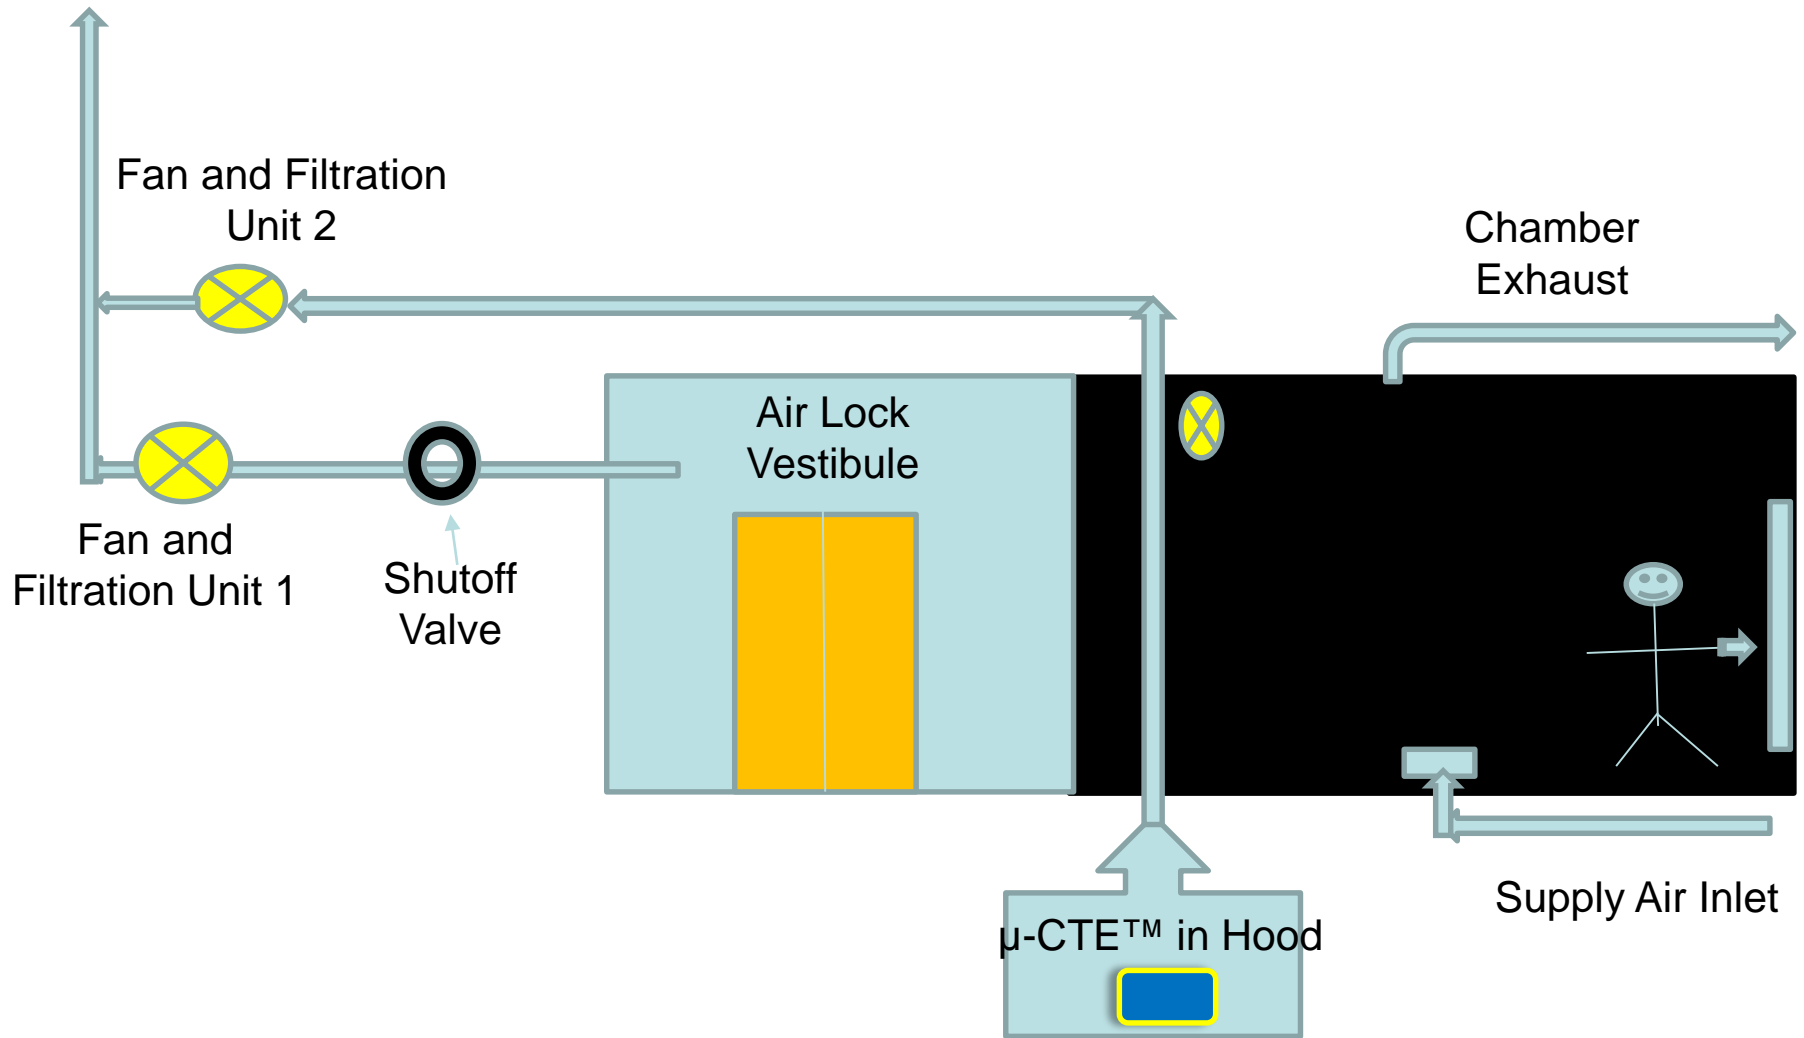 Fan and Filtration
Unit 2
Chamber
Exhaust
Air Lock
Vestibule
Fan and
Filtration Unit 1
Shutoff
Valve
Supply Air Inlet
µ-CTE™ in Hood